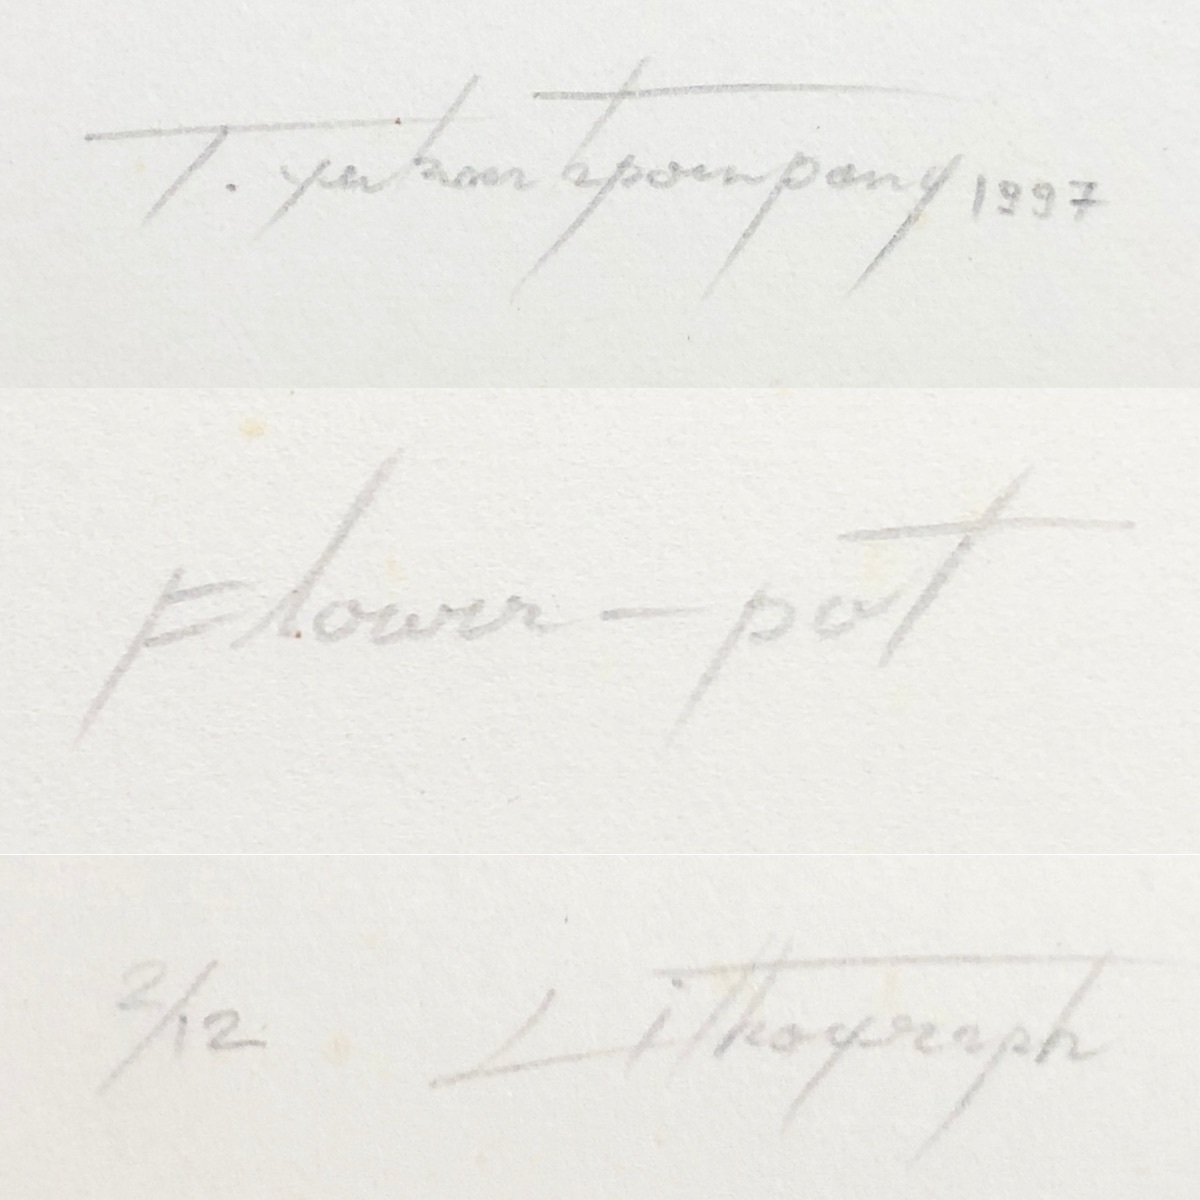 T. 1997
Flower - pot
2/12 Lithograph